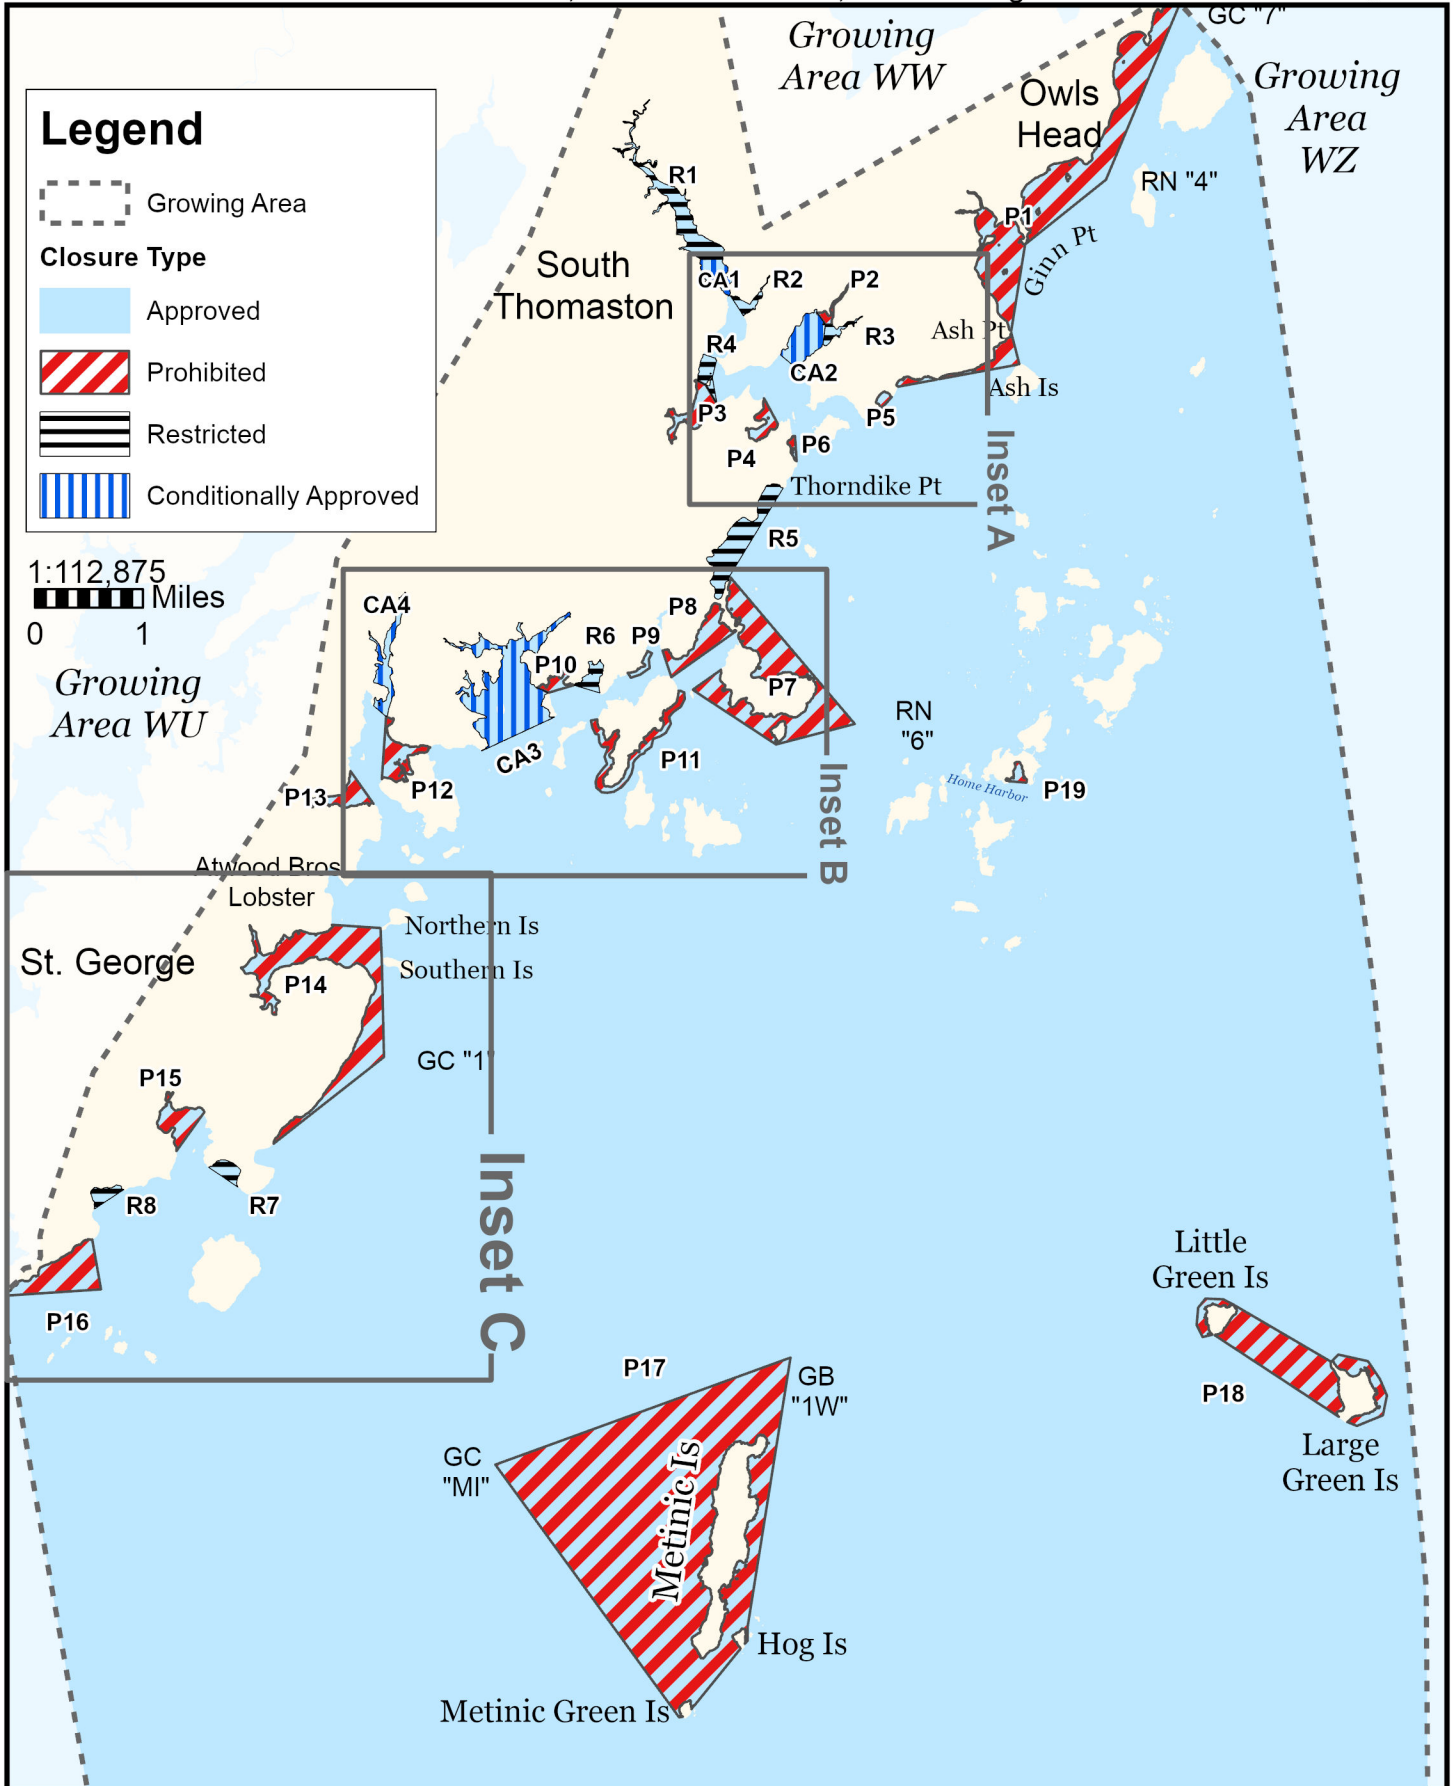 GC "7"
Growing
Area WW
Growing
Area
WZ
Owls
Head
Legend
Growing Area
Closure Type
Approved
Prohibited
Restricted
Conditionally Approved
1:112,875
Miles
0 1
Growing
Area WU
R1
RN "4"
P1
Ginn Pt
South
Thomaston
CA1
R2
P2
R3
Ash Pt
R4
CA2
Ash Is
P3
P5
P4
P6
Thorndike Pt
Inset A
R5
CA4
P8
R6
P9
P10
P7
RN
"6"
CA3
P11
P12
P13
Inset B
Home Harbor
P19
Atwood Bros
Lobster
Northern Is
St. George
Southern Is
P14
GC "1"
P15
R8
R7
Inset C
P16
Little
Green Is
P17
GB
"1W"
P18
GC
"MI"
Large
Green Is
Metinic Is
Hog Is
Metinic Green Is